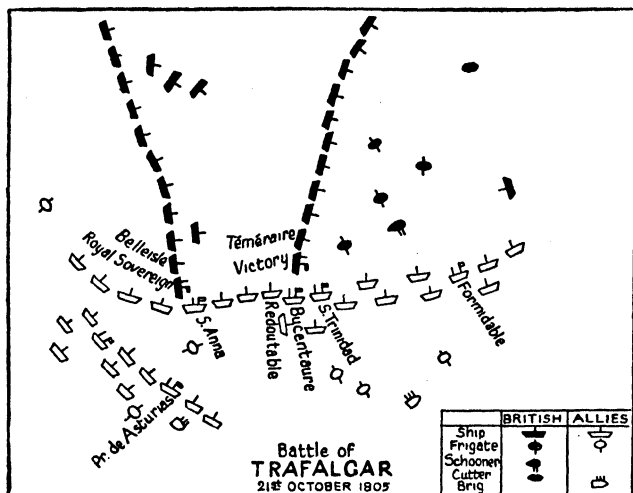 Belleisle
Royal Sovereign
Téméraire
Victory
S. Anna
Redoutable
Bucentaure
S. Trinidad
Formidable
Pr. de Asturias
Battle of
TRAFALGAR
21ST OCTOBER 1805
BRITISH ALLIES
Ship
Frigate
Schooner
Cutter
Brig